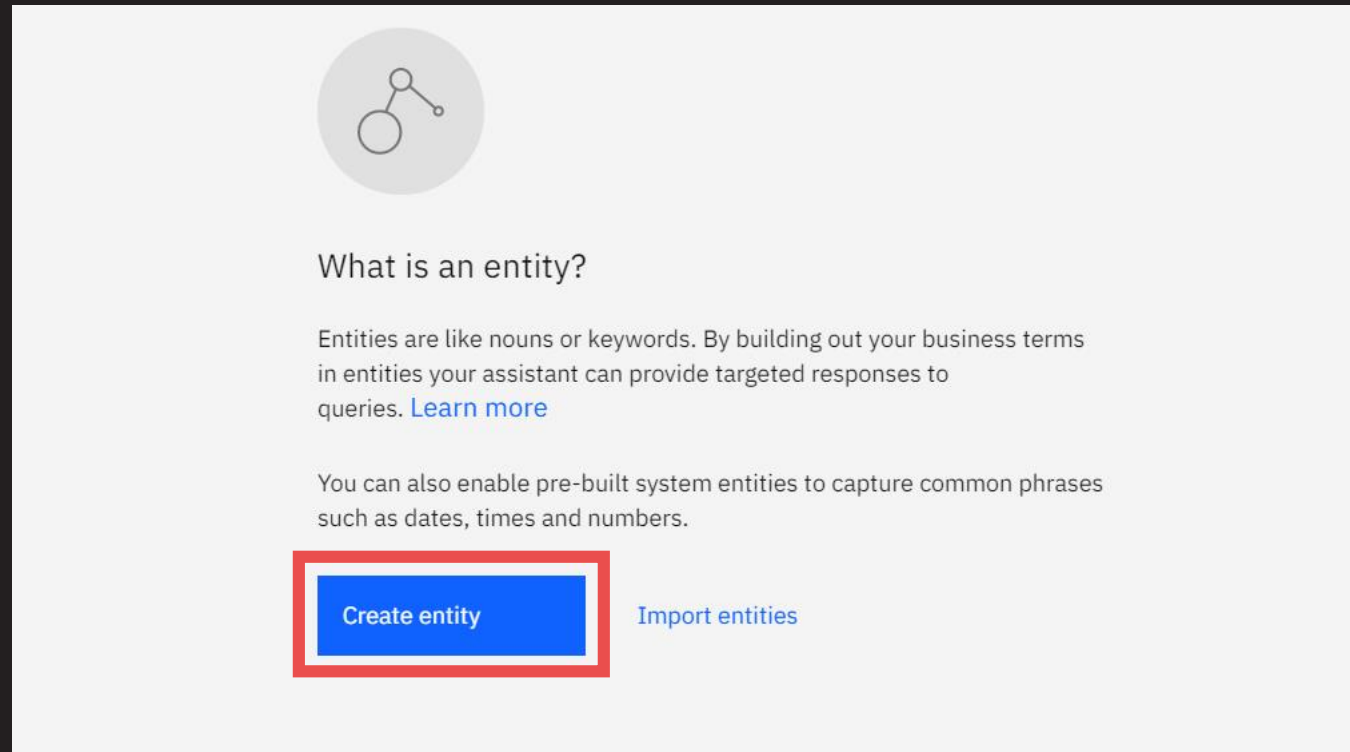 What is an entity?
Entities are like nouns or keywords. By building out your business terms
in entities your assistant can provide targeted responses to
queries. Learn more
You can also enable pre-built system entities to capture common phrases
such as dates, times and numbers.
Create entity Import entities